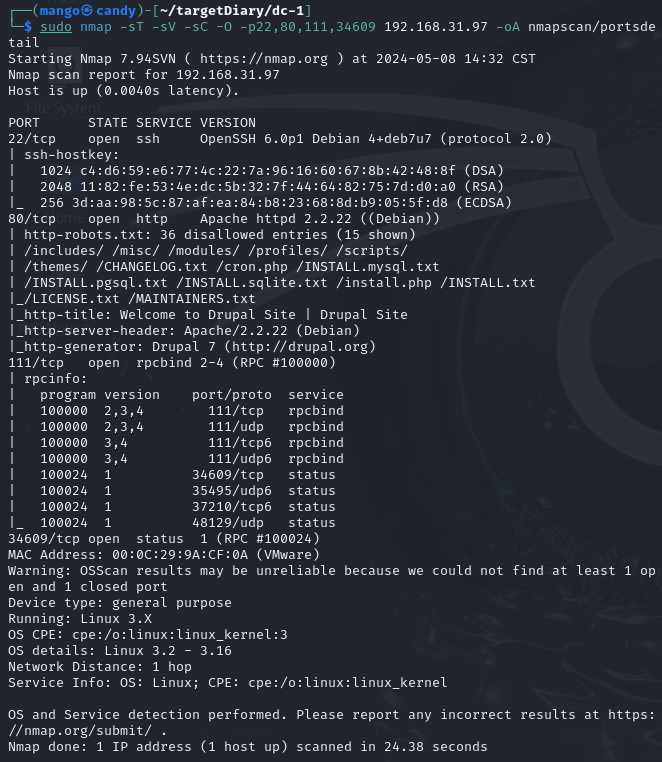 ┌──(mango㉿candy)-[~/targetDiary/dc-1]
└─$ sudo nmap -sT -sV -sC -O -p22,80,111,34609 192.168.31.97 -oA nmapscan/portsde
tail
Starting Nmap 7.94SVN ( https://nmap.org ) at 2024-05-08 14:32 CST
Nmap scan report for 192.168.31.97
Host is up (0.0040s latency).
File System
PORT      STATE SERVICE VERSION
22/tcp    open  ssh     OpenSSH 6.0p1 Debian 4+deb7u7 (protocol 2.0)
| ssh-hostkey:
|   1024 c4:d6:59:e6:77:4c:22:7a:96:16:60:67:8b:42:48:8f (DSA)
|   2048 11:82:fe:53:4e:dc:5b:32:7f:44:64:82:75:7d:d0:a0 (RSA)
|_  256 3d:aa:98:5c:87:af:ea:84:b8:23:68:8d:b9:05:5f:d8 (ECDSA)
80/tcp    open  http    Apache httpd 2.2.22 ((Debian))
| http-robots.txt: 36 disallowed entries (15 shown)
| /includes/ /misc/ /modules/ /profiles/ /scripts/
| /themes/ /CHANGELOG.txt /cron.php /INSTALL.mysql.txt
| /INSTALL.pgsql.txt /INSTALL.sqlite.txt /install.php /INSTALL.txt
|_/LICENSE.txt /MAINTAINERS.txt
|_http-title: Welcome to Drupal Site | Drupal Site
|_http-server-header: Apache/2.2.22 (Debian)
|_http-generator: Drupal 7 (http://drupal.org)
111/tcp   open  rpcbind 2-4 (RPC #100000)
| rpcinfo:
|   program version    port/proto  service
|   100000  2,3,4        111/tcp   rpcbind
|   100000  2,3,4        111/udp   rpcbind
|   100000  3,4          111/tcp6  rpcbind
|   100000  3,4          111/udp6  rpcbind
|   100024  1          34609/tcp   status
|   100024  1          35495/udp6  status
|   100024  1          37210/tcp6  status
|_  100024  1          48129/udp   status
34609/tcp open  status  1 (RPC #100024)
MAC Address: 00:0C:29:9A:CF:0A (VMware)
Warning: OSScan results may be unreliable because we could not find at least 1 op
en and 1 closed port
Device type: general purpose
Running: Linux 3.X
OS CPE: cpe:/o:linux:linux_kernel:3
OS details: Linux 3.2 - 3.16
Network Distance: 1 hop
Service Info: OS: Linux; CPE: cpe:/o:linux:linux_kernel

OS and Service detection performed. Please report any incorrect results at https:
//nmap.org/submit/ .
Nmap done: 1 IP address (1 host up) scanned in 24.38 seconds